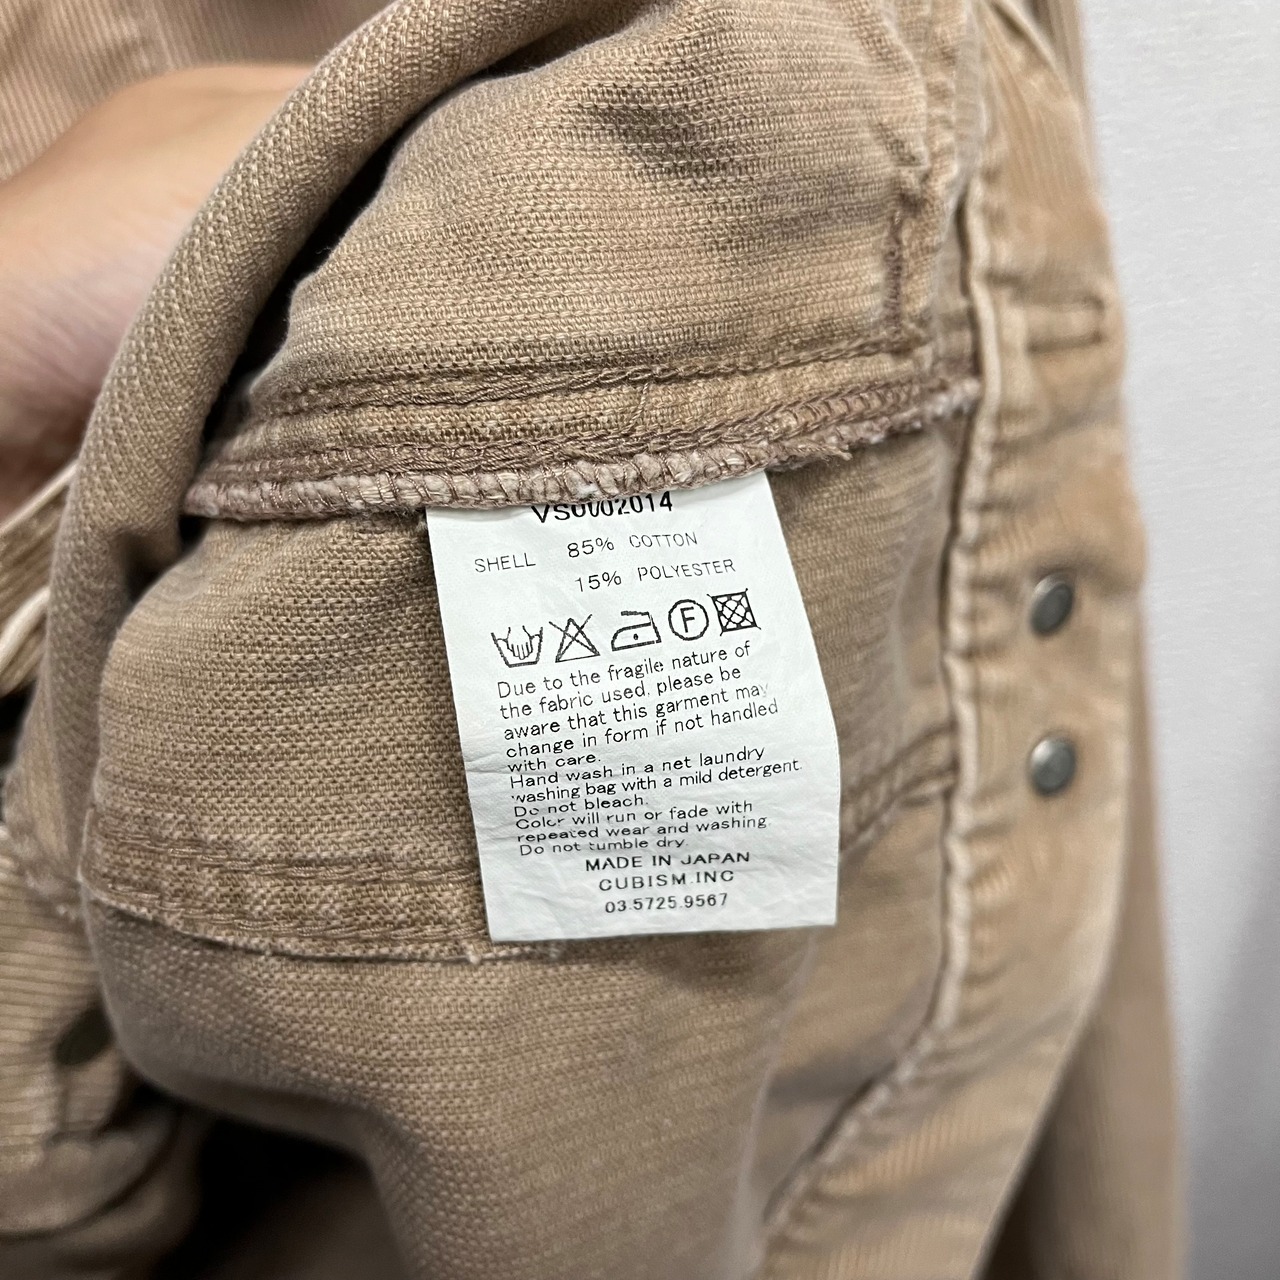 VS0002014
SHELL 85% COTTON
15% POLYESTER
F
Due to the fragile nature of
the fabric used, please be
aware that this garment may
change in form if not handled
with care.
Hand wash in a net laundry
washing bag with a mild detergent.
Do not bleach.
Color will run or fade with
repeated wear and washing.
Do not tumble dry.
MADE IN JAPAN
CUBISM.INC
03.5725.9567